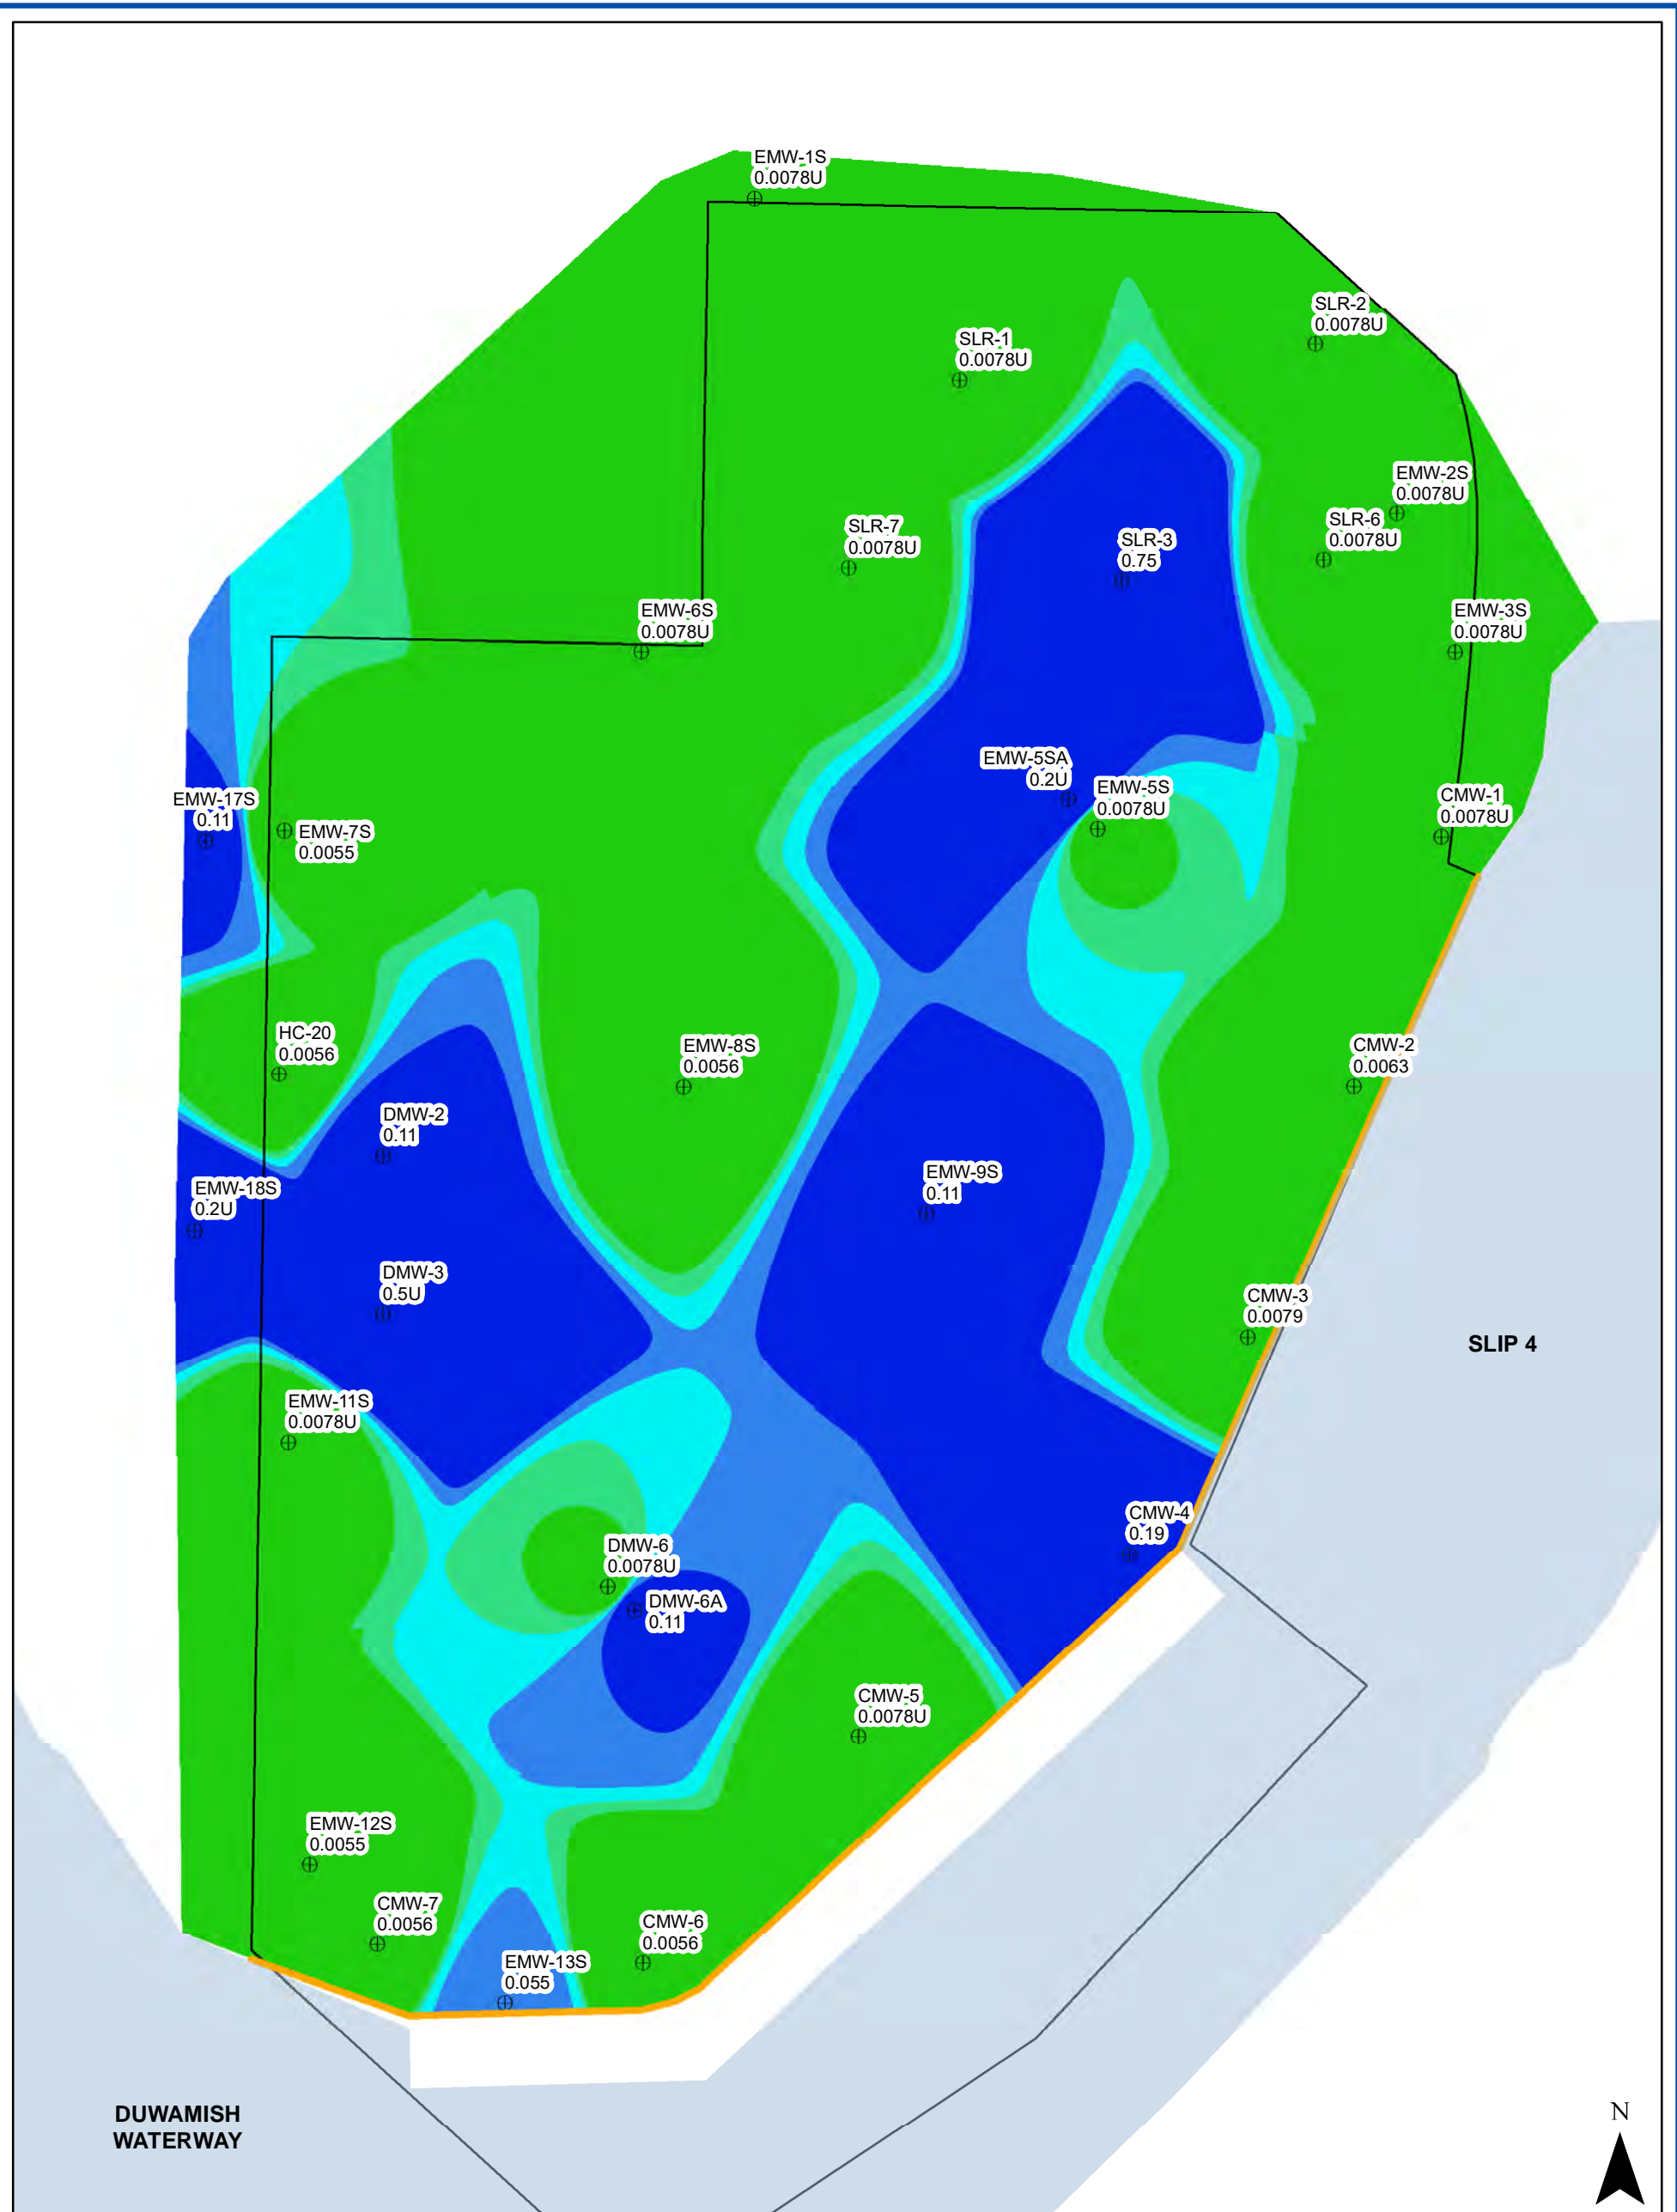 EMW-1S
0.0078U
SLR-2
0.0078U
SLR-1
0.0078U
EMW-2S
0.0078U
SLR-6
0.0078U
SLR-7
0.0078U
SLR-3
0.75
EMW-6S
0.0078U
EMW-3S
0.0078U
EMW-5SA
0.2U
EMW-5S
0.0078U
CMW-1
0.0078U
EMW-17S
0.11
EMW-7S
0.0055
HC-20
0.0056
EMW-8S
0.0056
CMW-2
0.0063
DMW-2
0.11
EMW-9S
0.11
EMW-18S
0.2U
DMW-3
0.5U
CMW-3
0.0079
SLIP 4
EMW-11S
0.0078U
CMW-4
0.19
DMW-6
0.0078U
DMW-6A
0.11
CMW-5
0.0078U
EMW-12S
0.0055
CMW-7
0.0056
CMW-6
0.0056
EMW-13S
0.055
DUWAMISH
WATERWAY
N